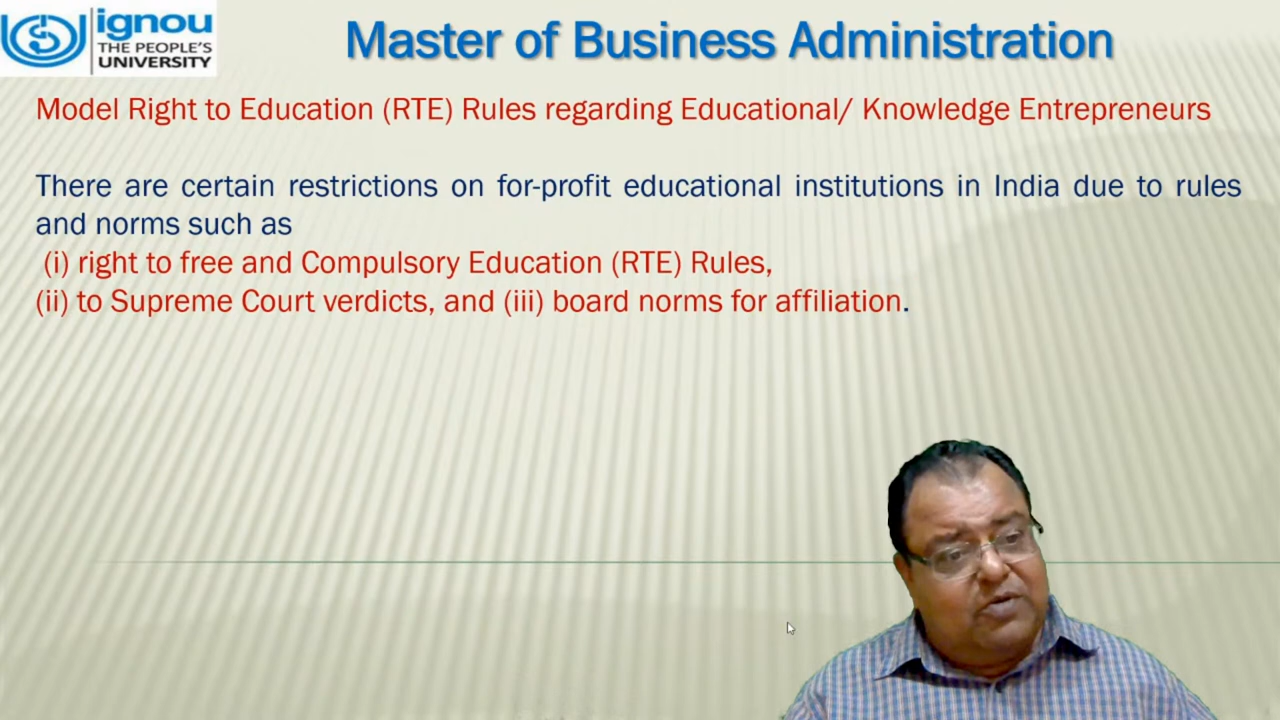 ignou
THE PEOPLE'S
UNIVERSITY
Master of Business Administration
Model Right to Education (RTE) Rules regarding Educational/ Knowledge Entrepreneurs
There are certain restrictions on for-profit educational institutions in India due to rules
and norms such as
(i) right to free and Compulsory Education (RTE) Rules,
(ii) to Supreme Court verdicts, and (iii) board norms for affiliation.